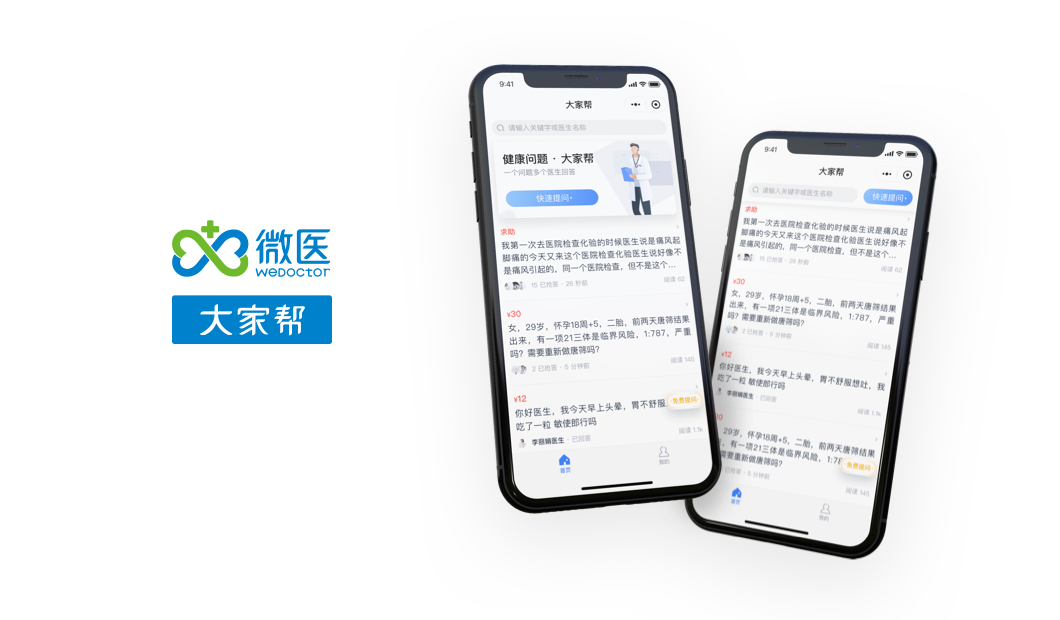 微医
WeDoctor
大家帮
9:41
大家帮
请输入关键字或医生名称
健康问题 · 大家帮
一个问题多个医生回答
快速提问
求助
我第一次去医院检查化验的时候医生说是痛风起
脚痛的今天又来这个医院检查化验医生说好像不
是痛风引起的，同一个医院检查，但不是这个...
15 已抢答 · 26 秒前
阅读 62
¥30
女，29岁，怀孕18周+5，二胎，前两天唐筛结果
出来，有一项21三体是临界风险，1:787，严重
吗？需要重新做唐筛吗？
2 已抢答 · 5 分钟前
阅读 145
¥12
你好医生，我今天早上头晕，胃不舒服
吃了一粒 敏使郎行吗
免费提问
李丽娟医生 · 已回答
阅读 1.1k
首页
我的
9:41
大家帮
请输入关键字或医生名称
快速提问
求助
我第一次去医院检查化验的时候医生说是痛风起
脚痛的今天又来这个医院检查化验医生说好像不
是痛风引起的，同一个医院检查，但不是这个...
15 已抢答 · 26 秒前
阅读 62
¥30
女，29岁，怀孕18周+5，二胎，前两天唐筛结果
出来，有一项21三体是临界风险，1:787，严重
吗？需要重新做唐筛吗？
2 已抢答 · 5 分钟前
阅读 145
¥12
你好医生，我今天早上头晕，胃不舒服想吐，我
吃了一粒 敏使郎行吗
李丽娟医生 · 已回答
阅读 1.1k
30
，29岁，怀孕18周+5，二胎，前两天唐筛结果
出来，有一项21三体是临界风险，1:7
需要重新做唐筛吗？
免费提问
已抢答 · 5 分钟前
阅读 145
首页
我的